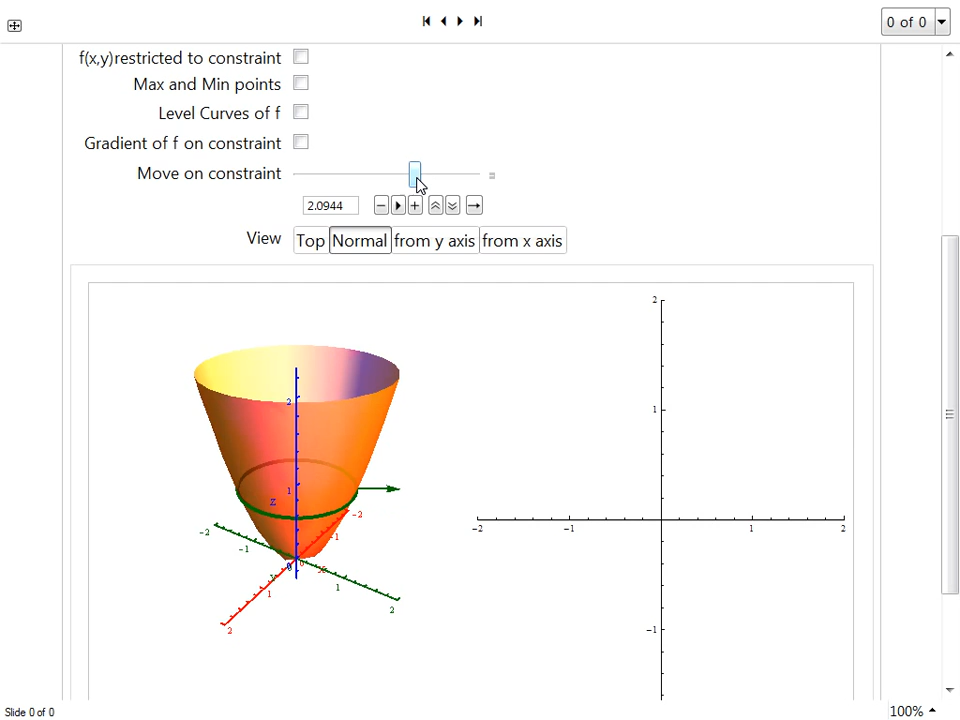 0 of 0
f(x,y)restricted to constraint
Max and Min points
Level Curves of f
Gradient of f on constraint
Move on constraint
2.0944
View Top Normal from y axis from x axis
2
2
1
1
Z
-2
-2
-1
-1
-2 -1 1 2
0
Y
1
1
2
2
-1
Slide 0 of 0
100%